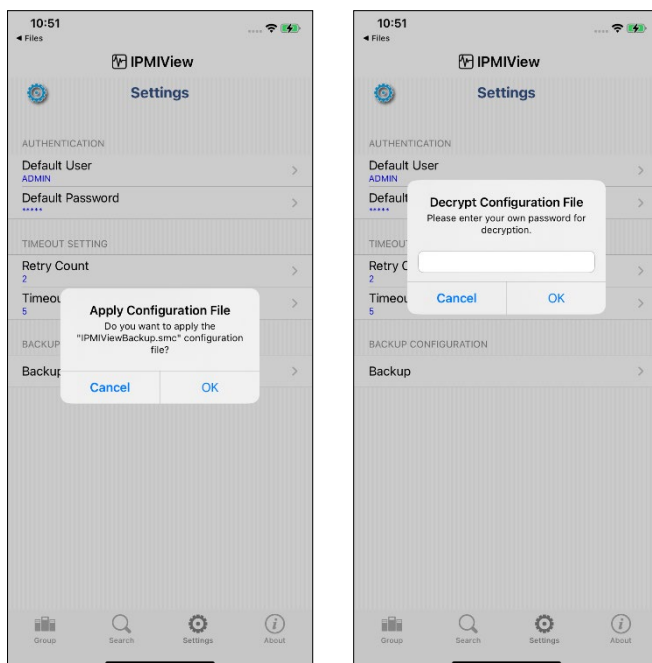 10:51
◀ Files
IPMIView
Settings
AUTHENTICATION
Default User
ADMIN
Default Password
•••••
TIMEOUT SETTING
Retry Count
2
Timeou
5
Apply Configuration File
Do you want to apply the
"IPMIViewBackup.smc" configuration
file?
Cancel OK
BACKUP
Backup
Group Search Settings About
10:51
◀ Files
IPMIView
Settings
AUTHENTICATION
Default User
ADMIN
Default
•••••
Decrypt Configuration File
Please enter your own password for
decryption.
Cancel OK
TIMEOU
Retry C
2
Timeou
5
BACKUP CONFIGURATION
Backup
Group Search Settings About